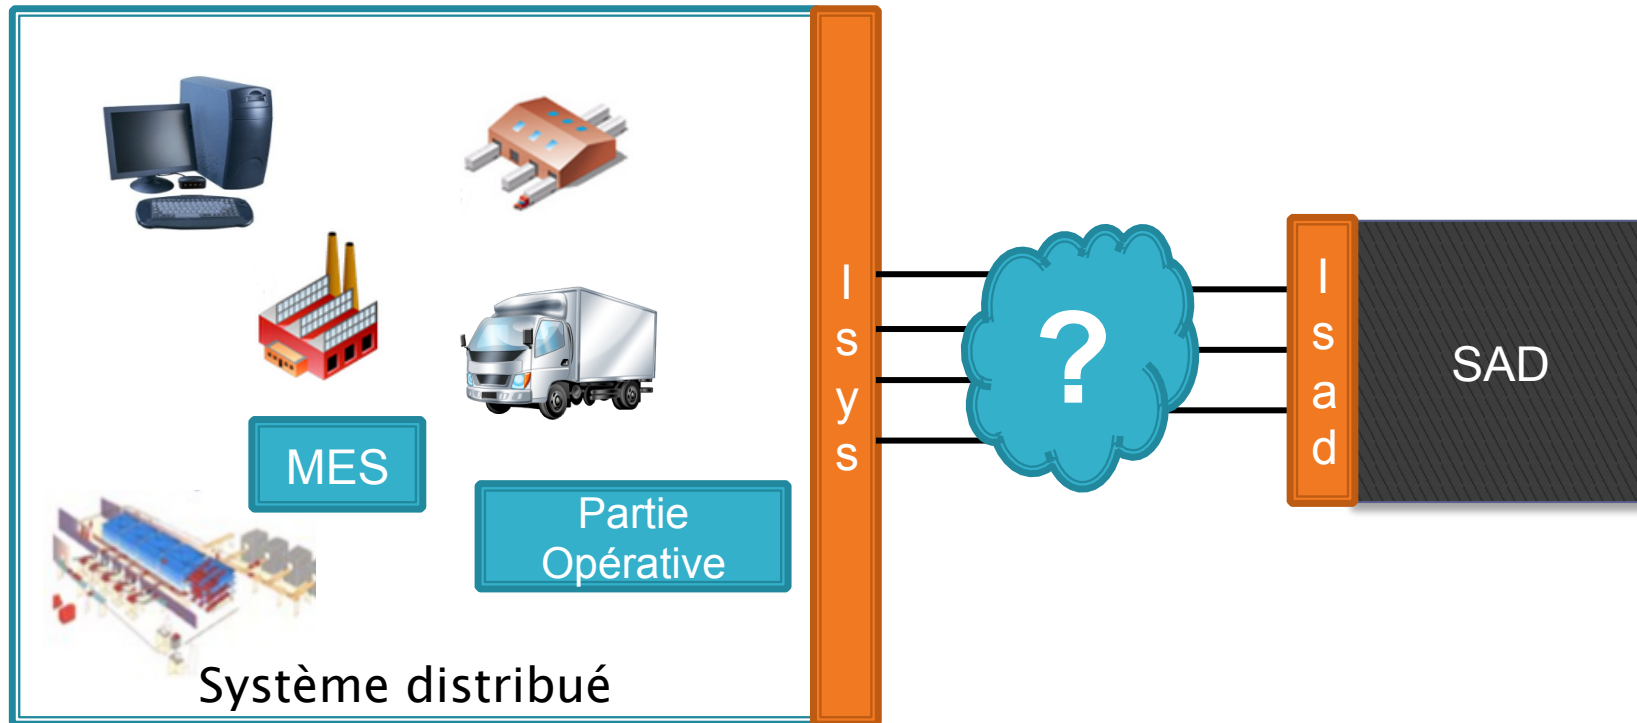 MES
Partie
Opérative
Système distribué
I
s
y
s
?
I
s
a
d
SAD